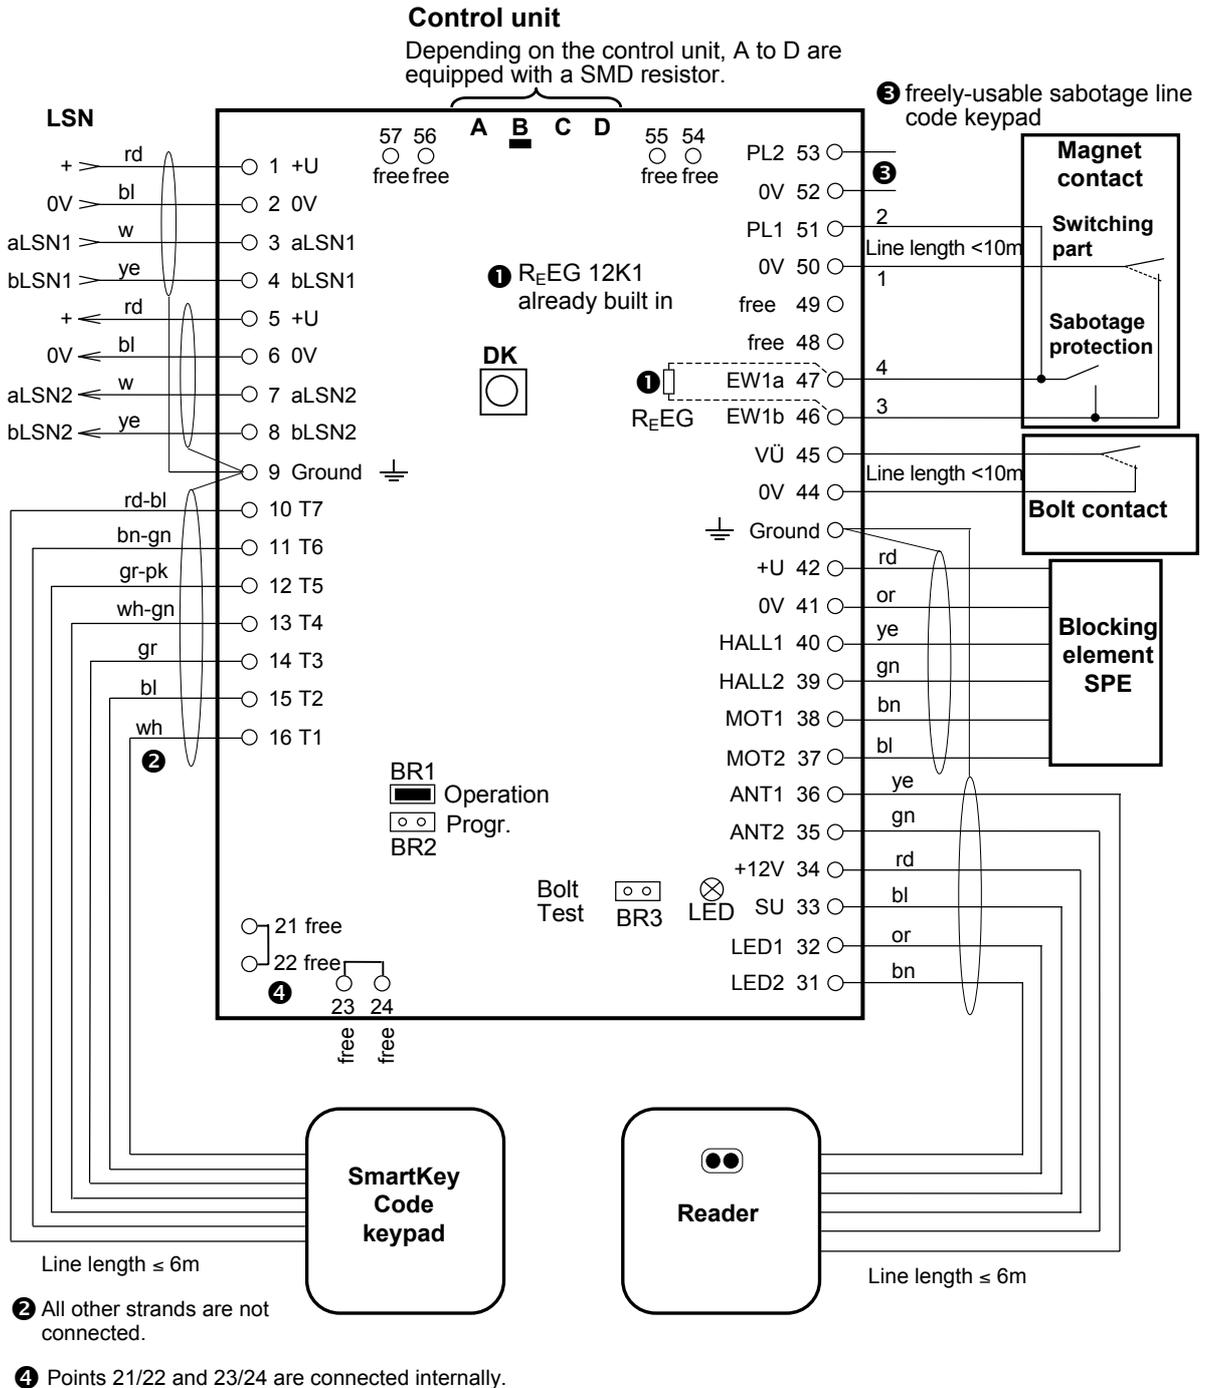 Control unit
Depending on the control unit, A to D are
equipped with a SMD resistor.
❸ freely-usable sabotage line
code keypad
LSN
A B C D
57 56
free free
55 54
free free
+ rd 1 +U
0V bl 2 0V
aLSN1 w 3 aLSN1
bLSN1 ye 4 bLSN1
+ rd 5 +U
0V bl 6 0V
aLSN2 w 7 aLSN2
bLSN2 ye 8 bLSN2
9 Ground
rd-bl 10 T7
bn-gn 11 T6
gr-pk 12 T5
wh-gn 13 T4
gr 14 T3
bl 15 T2
wh 16 T1
❷
❶ REEG 12K1
already built in
DK
❶
REEG
BR1
Operation
Progr.
BR2
Bolt
Test
BR3
LED
21 free
22 free
❹
23 24
free free
PL2 53
❸
0V 52
PL1 51 2
Line length <10m
0V 50 1
free 49
free 48
EW1a 47 4
EW1b 46 3
VÜ 45
Line length <10m
0V 44
Ground
+U 42 rd
0V 41 or
HALL1 40 ye
HALL2 39 gn
MOT1 38 bn
MOT2 37 bl
ANT1 36 ye
ANT2 35 gn
+12V 34 rd
SU 33 bl
LED1 32 or
LED2 31 bn
Magnet
contact
Switching
part
Sabotage
protection
Bolt contact
Blocking
element
SPE
SmartKey
Code
keypad
Reader
Line length ≤ 6m
Line length ≤ 6m
❷ All other strands are not
connected.
❹ Points 21/22 and 23/24 are connected internally.